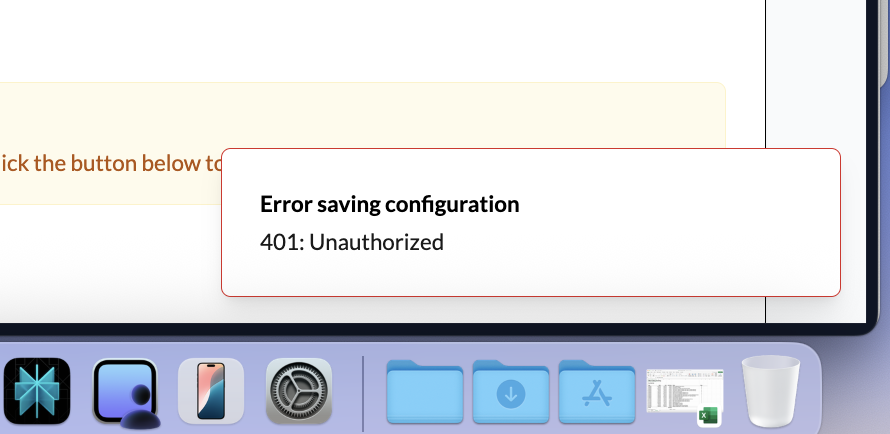 ick the button below to
Error saving configuration
401: Unauthorized